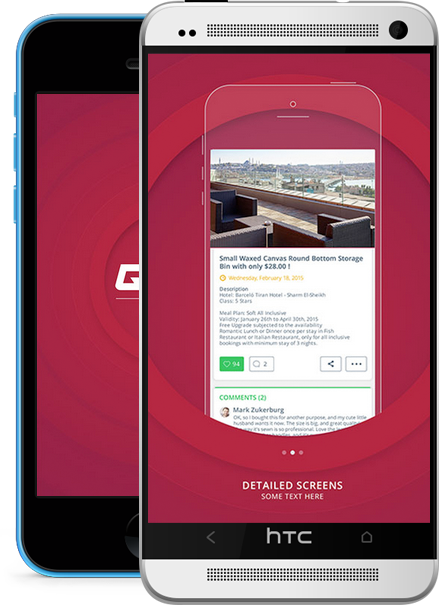 G
Small Waxed Canvas Round Bottom Storage
Bin with only $28.00 !
Wednesday, February 18, 2015
Description
Hotel: Barceló Tiran Hotel - Sharm El-Sheikh
Class: 5 Stars
Meal Plan: Soft All Inclusive
Validity: January 26th to April 30th, 2015
Free Upgrade subjected to the availability.
Romantic Lunch or Dinner once per stay in Fish
Restaurant or Italian Restaurant, only for all inclusive
bookings with minimum stay of 3 nights.
94 2
COMMENTS (2)
Mark Zukerburg
OK, so I bought this for another purpose, and my cute little
husband wants it now. The size is big, and great quality
way it's sewn is so professional. Love the
DETAILED SCREENS
SOME TEXT HERE
hTC